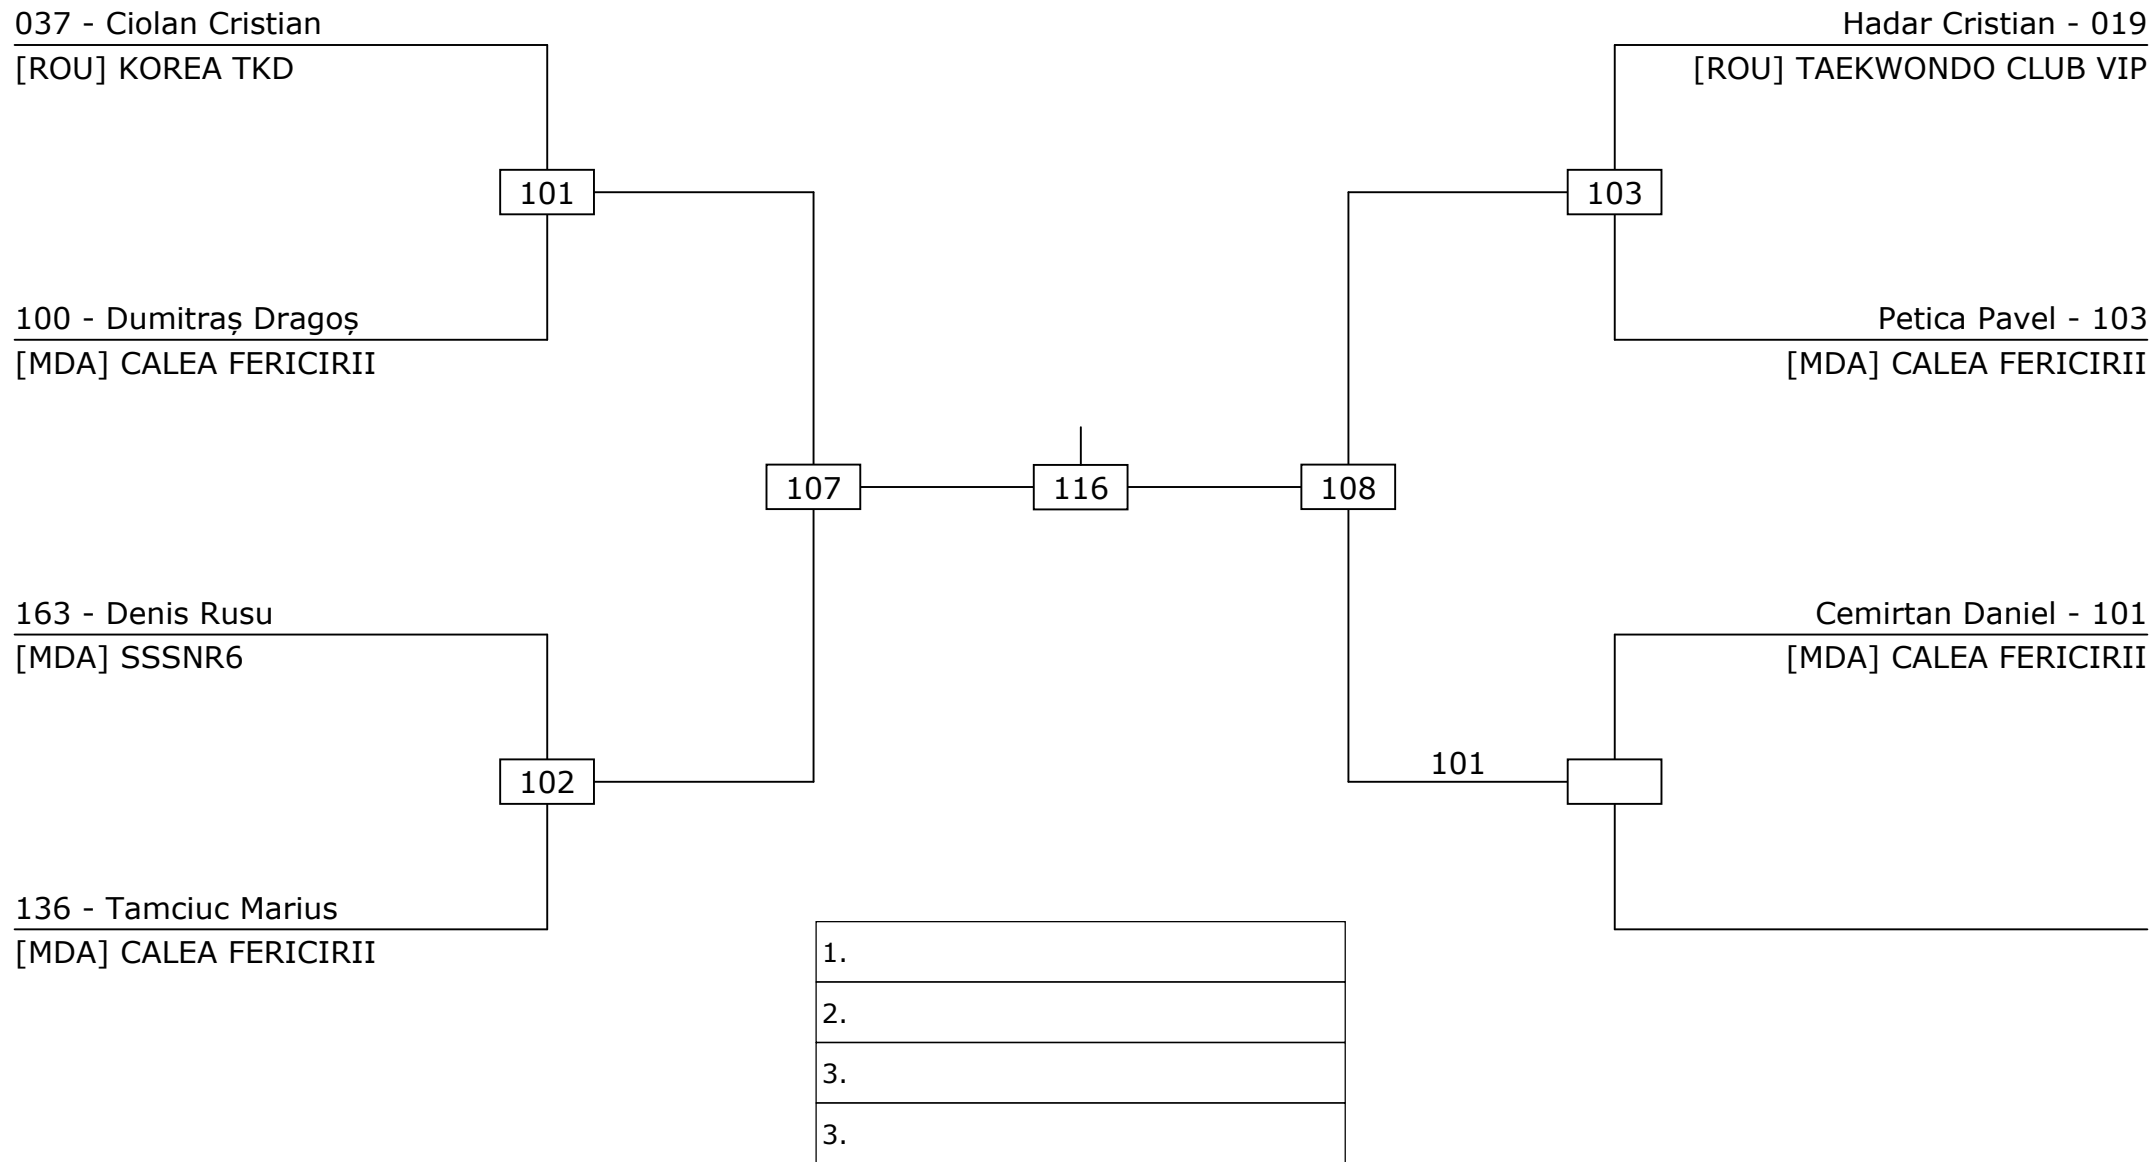 037 - Ciolan Cristian
[ROU] KOREA TKD
Hadar Cristian - 019
[ROU] TAEKWONDO CLUB VIP
101
103
100 - Dumitraș Dragoș
[MDA] CALEA FERICIRII
Petica Pavel - 103
[MDA] CALEA FERICIRII
107
116
108
163 - Denis Rusu
[MDA] SSSNR6
Cemirtan Daniel - 101
[MDA] CALEA FERICIRII
102
101
136 - Tamciuc Marius
[MDA] CALEA FERICIRII
1.
2.
3.
3.